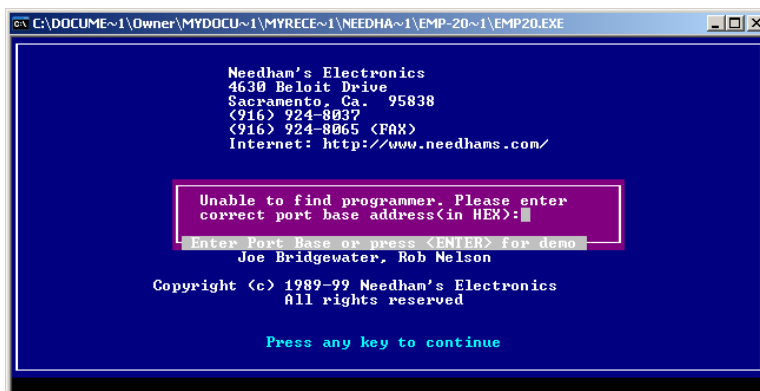 C:\DOCUME~1\Owner\MYDOCU~1\MYRECE~1\NEEDHA~1\EMP-20~1\EMP20.EXE
Needham's Electronics
4630 Beloit Drive
Sacramento, Ca.  95838
(916) 924-8037
(916) 924-8065 (FAX)
Internet: http://www.needhams.com/
Unable to find programmer. Please enter
correct port base address(in HEX):
Enter Port Base or press <ENTER> for demo
Joe Bridgewater, Rob Nelson
Copyright (c) 1989-99 Needham's Electronics
All rights reserved
Press any key to continue